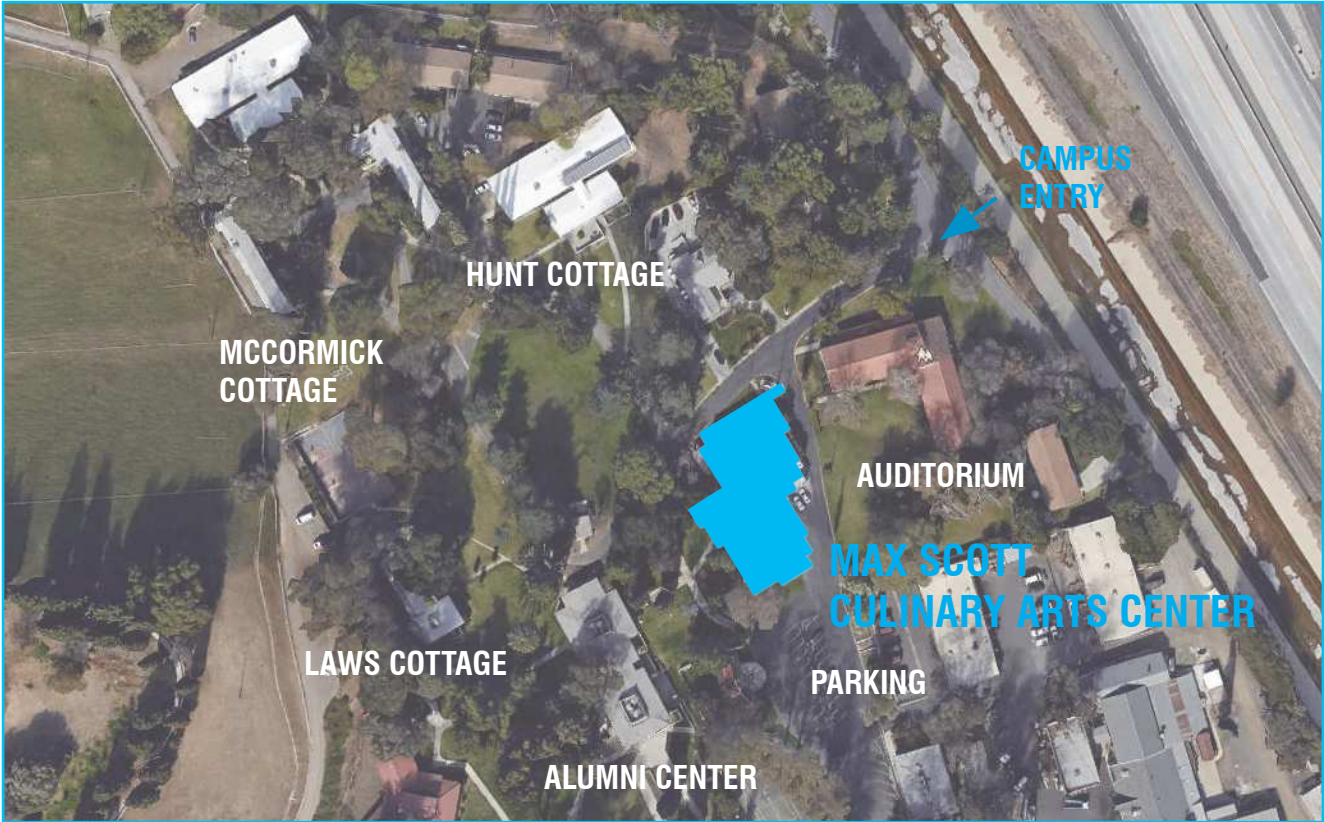 CAMPUS
ENTRY
HUNT COTTAGE
MCCORMICK
COTTAGE
AUDITORIUM
MAX SCOTT
CULINARY ARTS CENTER
LAWS COTTAGE
PARKING
ALUMNI CENTER